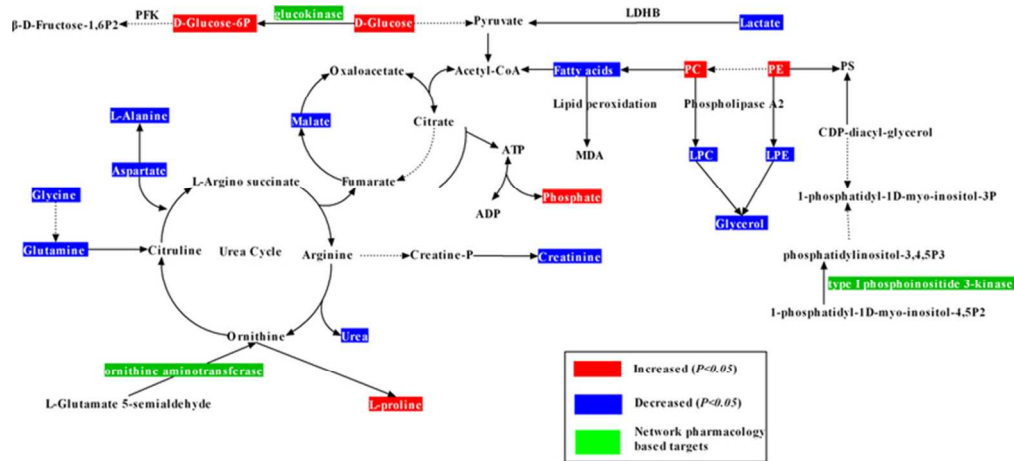 β-D-Fructose-1,6P2
PFK
D-Glucose-6P
glucokinase
D-Glucose
Pyruvate
LDHB
Lactate
Oxaloacetate
Acetyl-CoA
Fatty acids
PC
PE
PS
Lipid peroxidation
Phospholipase A2
L-Alanine
Malate
Citrate
CDP-diacyl-glycerol
ATP
MDA
LPC
LPE
Aspartate
L-Argino succinate
Fumarate
Glycine
Phosphate
1-phosphatidyl-1D-myo-inositol-3P
ADP
Glycerol
Glutamine
Citruline
Urea Cycle
Arginine
Creatine-P
Creatinine
phosphatidylinositol-3,4,5P3
type I phosphoinositide 3-kinase
Ornithine
Urea
1-phosphatidyl-1D-myo-inositol-4,5P2
ornithine aminotransferase
L-Glutamate 5-semialdehyde
L-proline
Increased (P<0.05)
Decreased (P<0.05)
Network pharmacology
based targets